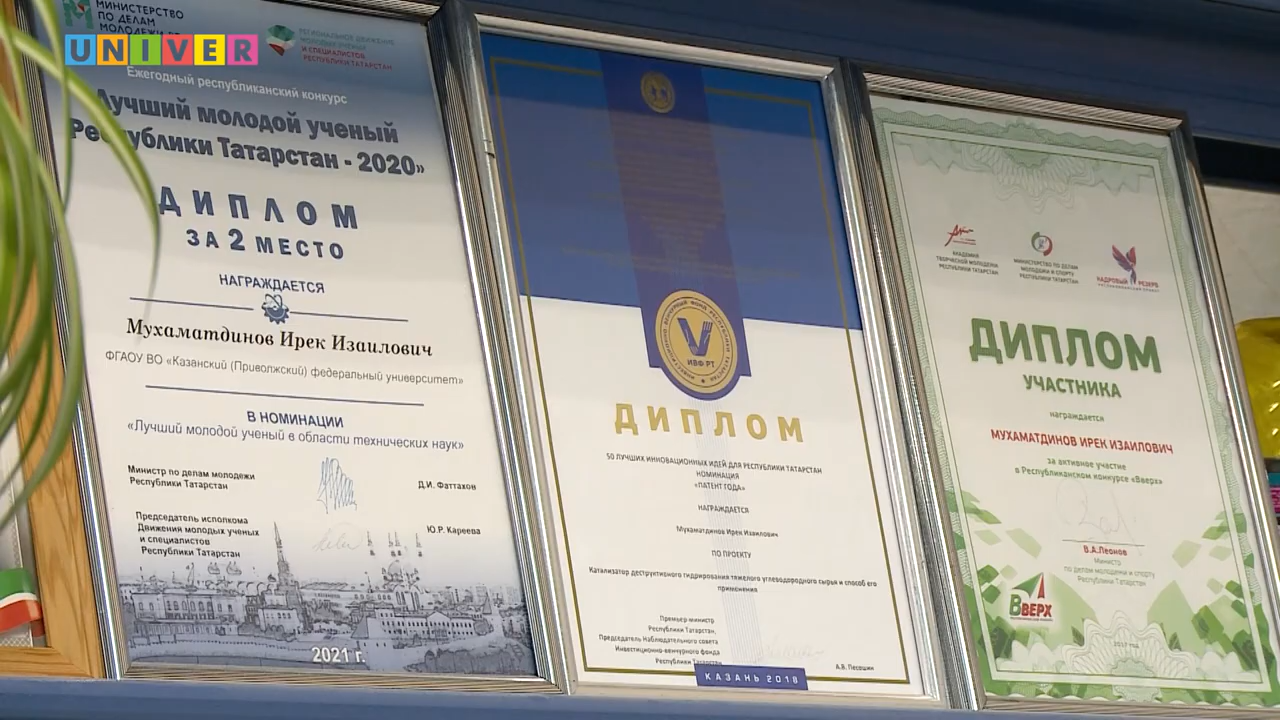 МИНИСТЕРСТВО
ПО ДЕЛАМ
МОЛОДЕЖИ РТ
UNIVER
РЕГИОНАЛЬНОЕ ДВИЖЕНИЕ
МОЛОДЫХ УЧЕНЫХ
И СПЕЦИАЛИСТОВ
РЕСПУБЛИКИ ТАТАРСТАН
Ежегодный республиканский конкурс
Лучший молодой ученый
Республики Татарстан - 2020»
ДИПЛОМ
ЗА 2 МЕСТО
НАГРАЖДАЕТСЯ
Мухаматдинов Ирек Изаилович
ФГАОУ ВО «Казанский (Приволжский) федеральный университет»
В НОМИНАЦИИ
«Лучший молодой ученый в области технических наук»
Министр по делам молодежи
Республики Татарстан
Д.И. Фаттахов
Председатель исполкома
Движения молодых ученых
и специалистов
Республики Татарстан
Ю.Р. Кареева
2021 г.
ИВФ РТ
ДИПЛОМ
50 ЛУЧШИХ ИННОВАЦИОННЫХ ИДЕЙ ДЛЯ РЕСПУБЛИКИ ТАТАРСТАН
НОМИНАЦИЯ
«ПАТЕНТ ГОДА»
НАГРАЖДАЕТСЯ
Мухаматдинов Ирек Изаилович
ПО ПРОЕКТУ
Катализатор деструктивного гидрирования тяжелого углеводородного сырья и способ его
применения
Премьер-министр
Республики Татарстан,
Председатель Наблюдательного совета
Инвестиционно-венчурного фонда
Республики Татарстан
А.В. Песошин
КАЗАНЬ 2018
АКАДЕМИЯ
ТВОРЧЕСКОЙ МОЛОДЕЖИ
РЕСПУБЛИКИ ТАТАРСТАН
МИНИСТЕРСТВО ПО ДЕЛАМ
МОЛОДЕЖИ И СПОРТУ
РЕСПУБЛИКИ ТАТАРСТАН
КАДРОВЫЙ РЕЗЕРВ
ДИПЛОМ
УЧАСТНИКА
награждается
МУХАМАТДИНОВ ИРЕК ИЗАИЛОВИЧ
за активное участие
в Республиканском конкурсе «Вверх»
В.А.Леонов
Министр
по делам молодежи и спорту
Республики Татарстан
ВВЕРХ
2017 год